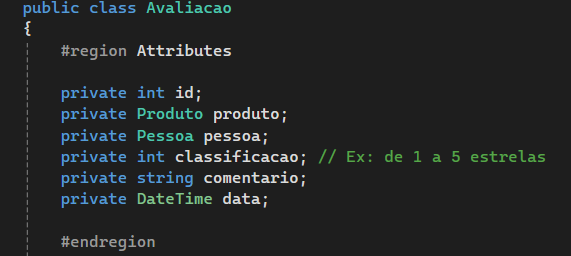 public class Avaliacao
{
#region Attributes
private int id;
private Produto produto;
private Pessoa pessoa;
private int classificacao; // Ex: de 1 a 5 estrelas
private string comentario;
private DateTime data;
#endregion